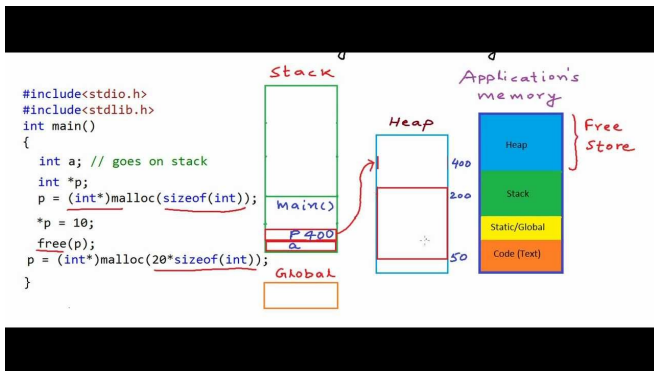 #include<stdio.h>
#include<stdlib.h>
int main()
{
int a; // goes on stack
int *p;
p = (int*)malloc(sizeof(int));
*p = 10;
free(p);
p = (int*)malloc(20*sizeof(int));
}
Stack
main()
P 400
a
Global
Heap
400
200
50
Application's
memory
Heap
Stack
Static/Global
Code (Text)
Free
Store